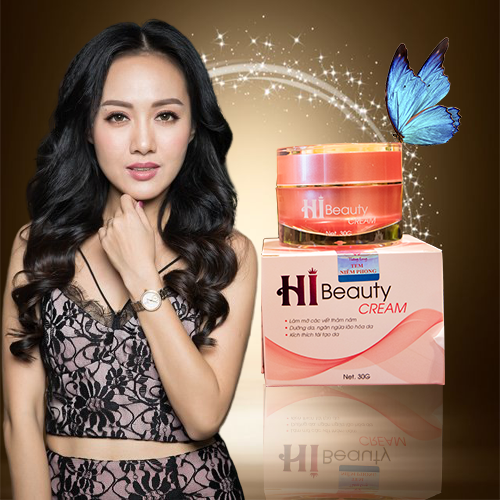 Hi Beauty
CREAM
Net. 30G
TEM
NIÊM PHONG
Hi Beauty
CREAM
• Làm mờ các vết thâm nám
• Dưỡng da, ngăn ngừa lão hóa da
• Kích thích tái tạo da
Net. 30G